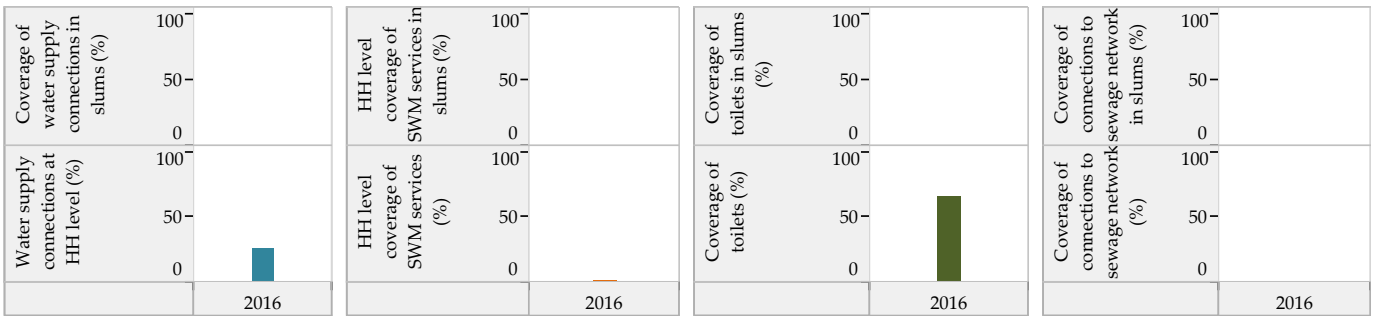 Coverage of
water supply
connections in
slums (%)
100
50
0
Water supply
connections at
HH level (%)
100
50
0
2016
HH level
coverage of
SWM services in
slums (%)
100
50
0
HH level
coverage of
SWM services
(%)
100
50
0
2016
Coverage of
toilets in slums
(%)
100
50
0
Coverage of
toilets (%)
100
50
0
2016
Coverage of
connections to
sewage network
in slums (%)
100
50
0
Coverage of
connections to
sewage network
(%)
100
50
0
2016